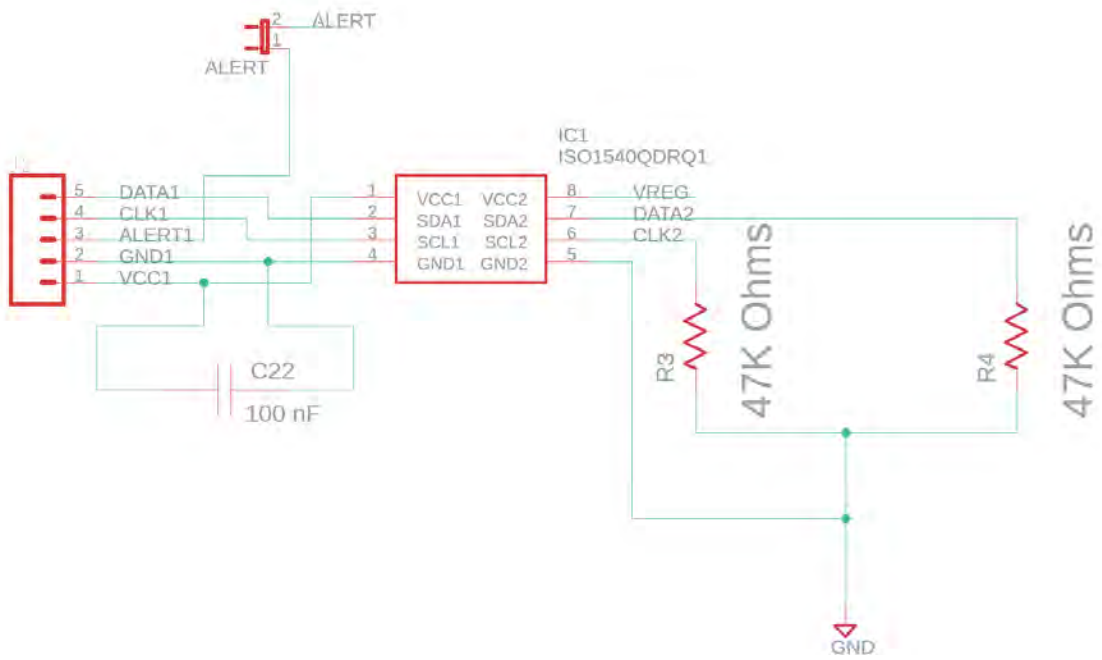 2 ALERT
1
ALERT
IC1
ISO1540QDRQ1
5 DATA1
4 CLK1
3 ALERT1
2 GND1
1 VCC1
1 VCC1 VCC2 8 VREG
2 SDA1 SDA2 7 DATA2
3 SCL1 SCL2 6 CLK2
4 GND1 GND2 5
R3
47K Ohms
R4
47K Ohms
C22
100 nF
GND